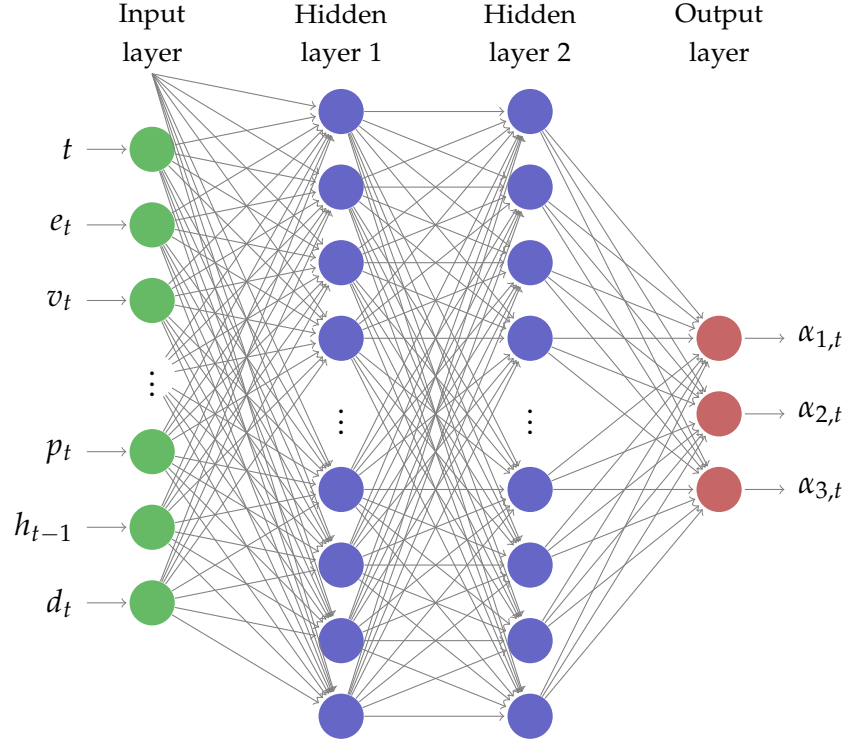 Input layer
Hidden layer 1
Hidden layer 2
Output layer
t
e_t
v_t
⋮
p_t
h_{t−1}
d_t
⋮
⋮
α_{1,t}
α_{2,t}
α_{3,t}